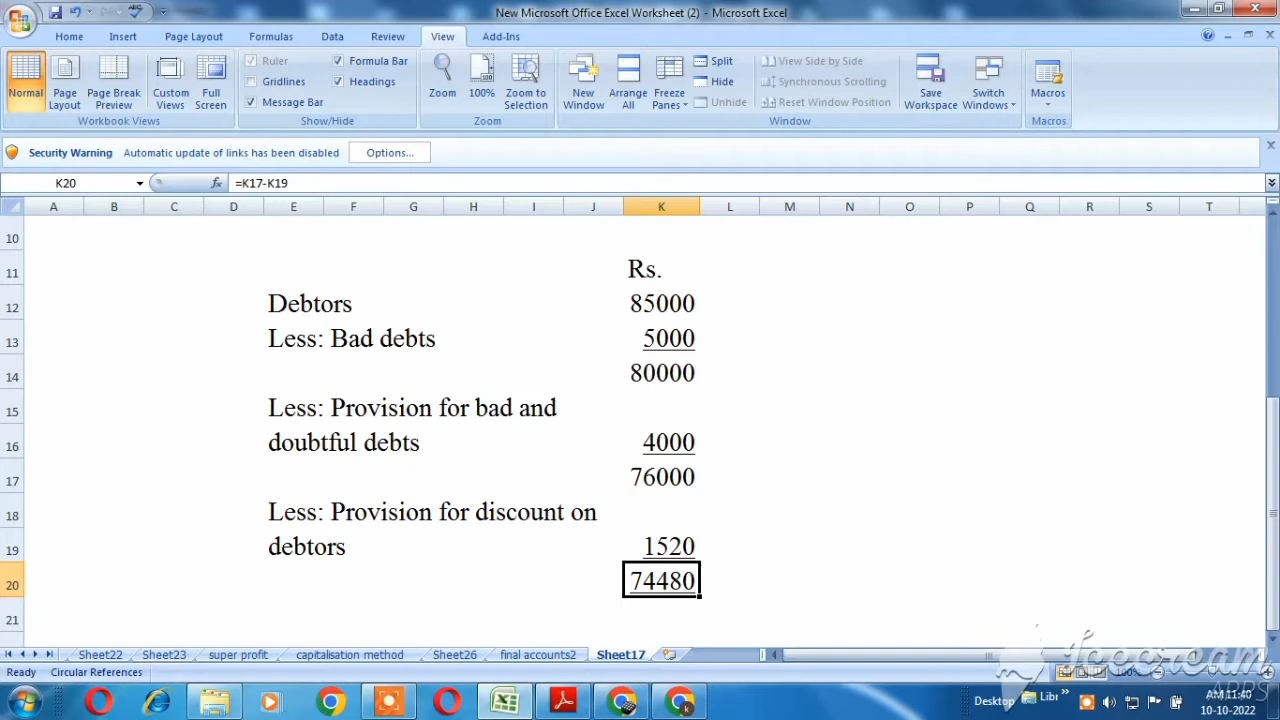 New Microsoft Office Excel Worksheet (2) - Microsoft Excel
Home Insert Page Layout Formulas Data Review View Add-Ins
Normal Page Layout Page Break Preview Custom Views Full Screen
Workbook Views
Ruler Formula Bar
Gridlines Headings
Message Bar
Show/Hide
Zoom 100% Zoom to Selection
Zoom
New Window Arrange All Freeze Panes
Split
Hide
Unhide
View Side by Side
Synchronous Scrolling
Reset Window Position
Window
Save Workspace Switch Windows
Macros
Macros
Security Warning Automatic update of links has been disabled Options...
K20 fx =K17-K19
A B C D E F G H I J K L M N O P Q R S T
10
11 Rs.
12 Debtors 85000
13 Less: Bad debts 5000
14 80000
15 Less: Provision for bad and
16 doubtful debts 4000
17 76000
18 Less: Provision for discount on
19 debtors 1520
20 74480
21
Sheet22 Sheet23 super profit capitalisation method Sheet26 final accounts2 Sheet17
Ready Circular References 100%
Icecream
APPS
Desktop Libr » AM 11:40
10-10-2022